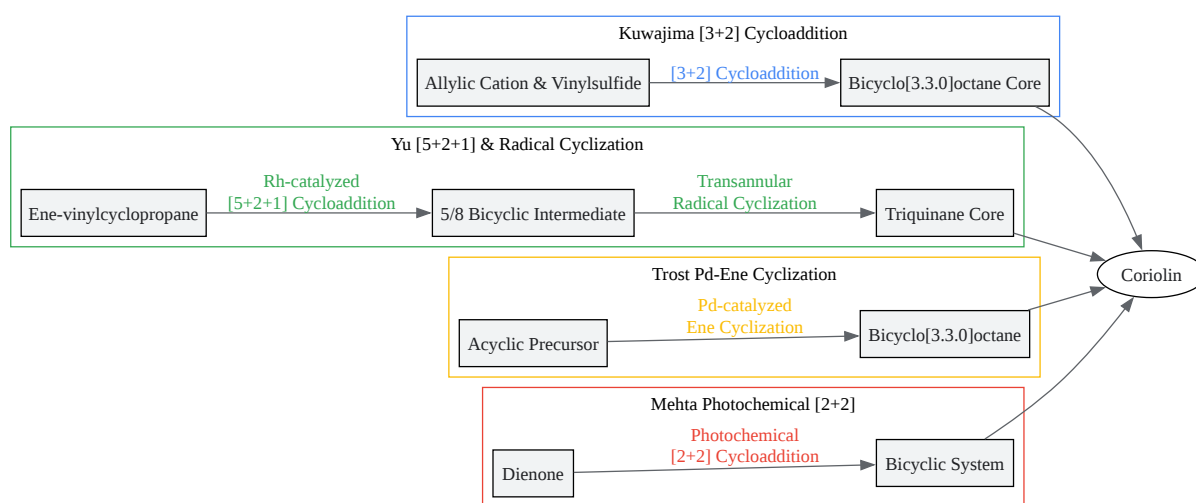 Kuwajima [3+2] Cycloaddition
Allylic Cation & Vinylsulfide
[3+2] Cycloaddition
Bicyclo[3.3.0]octane Core
Yu [5+2+1] & Radical Cyclization
Ene-vinylcyclopropane
Rh-catalyzed
[5+2+1] Cycloaddition
5/8 Bicyclic Intermediate
Transannular
Radical Cyclization
Triquinane Core
Coriolin
Trost Pd-Ene Cyclization
Acyclic Precursor
Pd-catalyzed
Ene Cyclization
Bicyclo[3.3.0]octane
Mehta Photochemical [2+2]
Dienone
Photochemical
[2+2] Cycloaddition
Bicyclic System